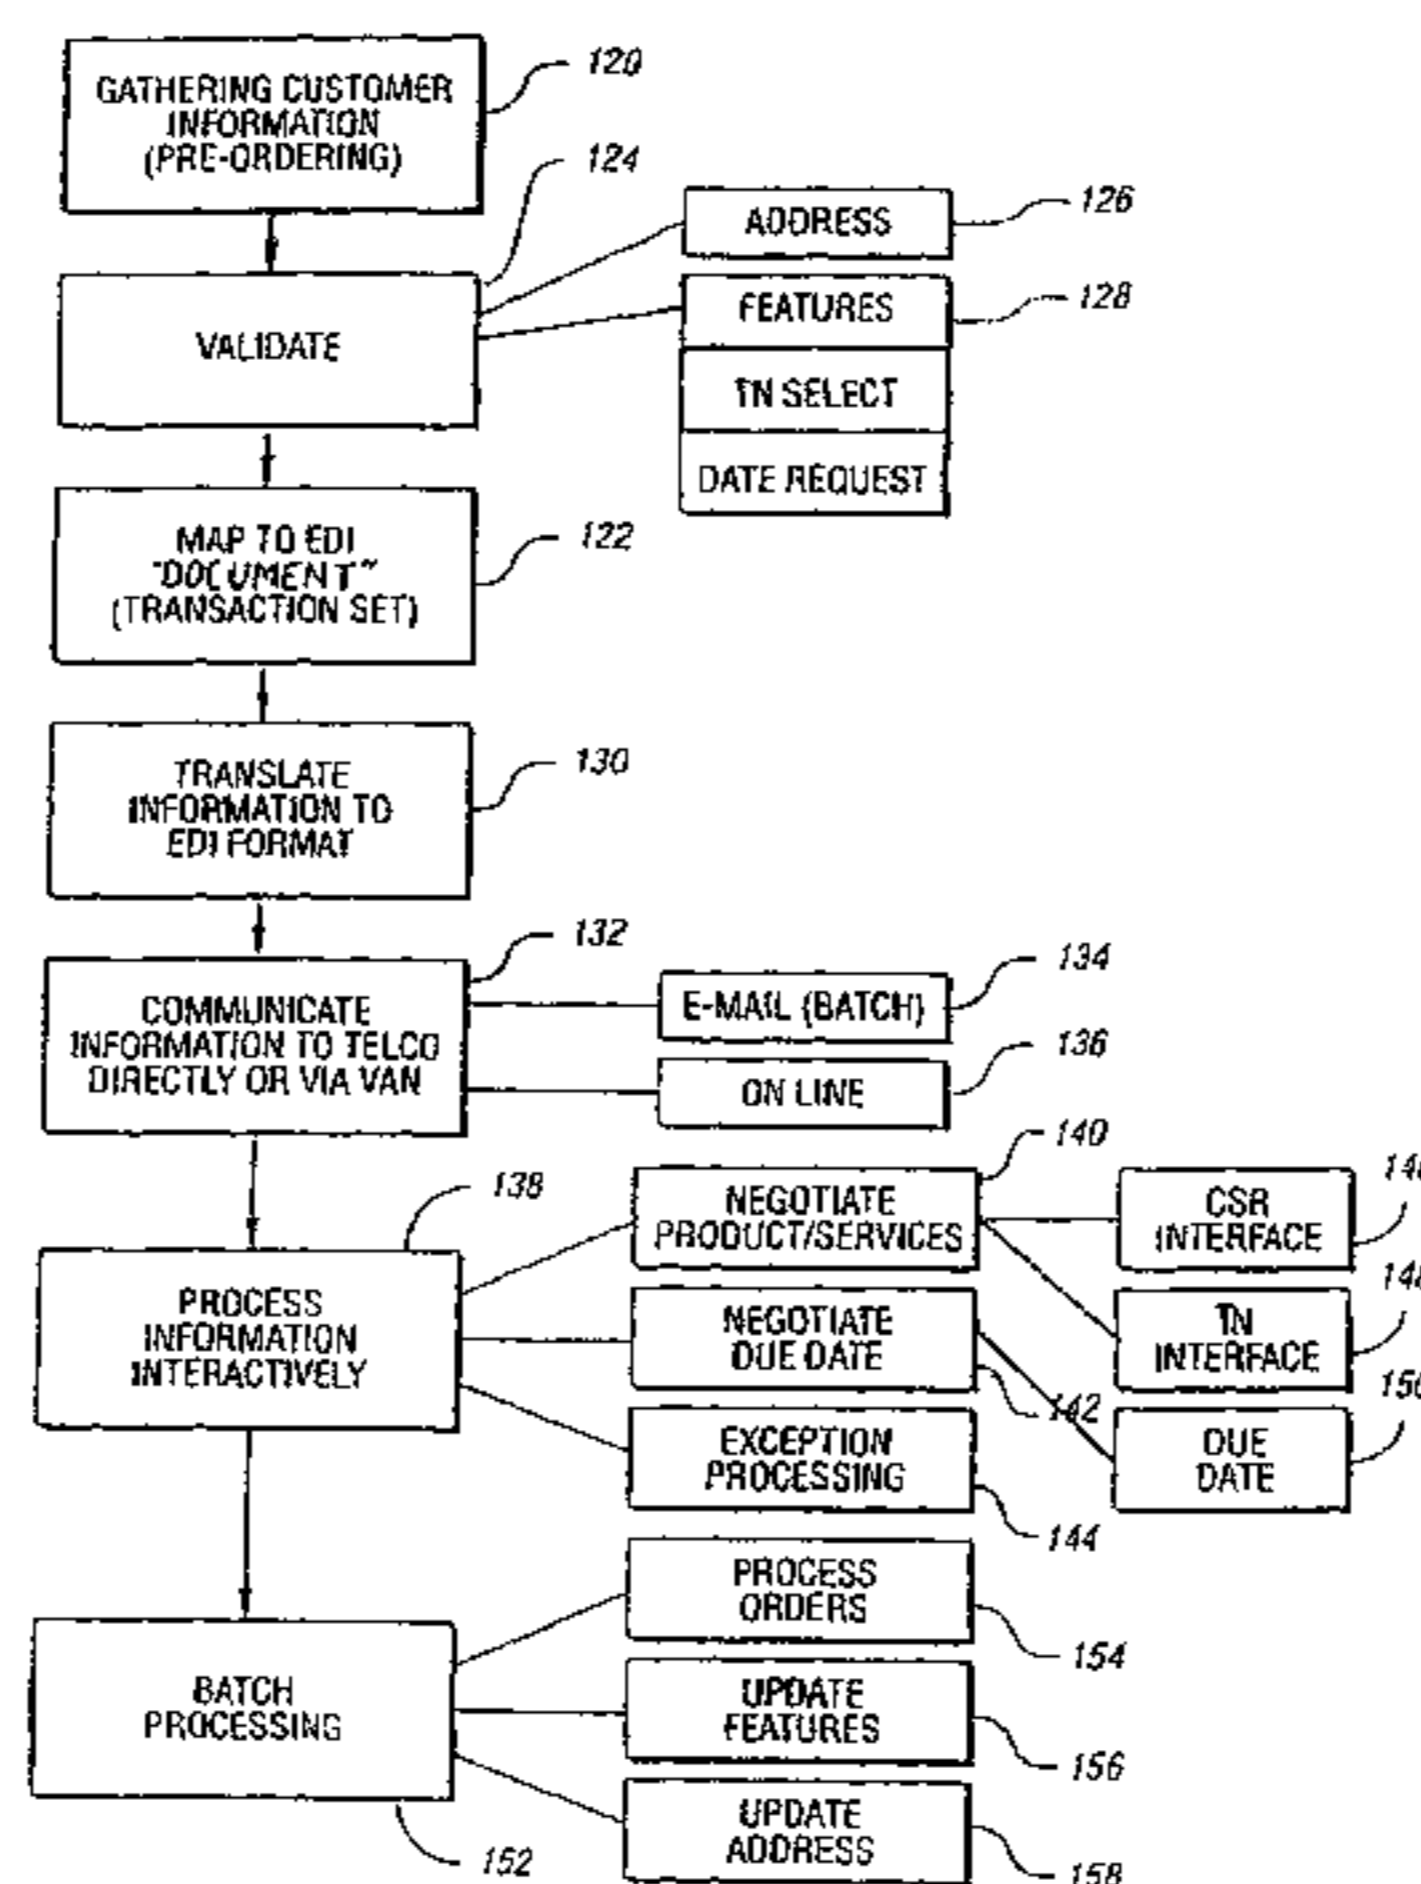 GATHERING CUSTOMER
INFORMATION
(PRE-ORDERING)
120
124
VALIDATE
ADDRESS
126
FEATURES
128
TN SELECT
DATE REQUEST
MAP TO EDI
"DOCUMENT"
(TRANSACTION SET)
122
TRANSLATE
INFORMATION TO
EDI FORMAT
130
132
COMMUNICATE
INFORMATION TO TELCO
DIRECTLY OR VIA VAN
E-MAIL (BATCH)
134
ON LINE
136
138
PROCESS
INFORMATION
INTERACTIVELY
NEGOTIATE
PRODUCT/SERVICES
140
CSR
INTERFACE
NEGOTIATE
DUE DATE
142
TN
INTERFACE
EXCEPTION
PROCESSING
144
DUE
DATE
BATCH
PROCESSING
152
PROCESS
ORDERS
154
UPDATE
FEATURES
156
UPDATE
ADDRESS
158